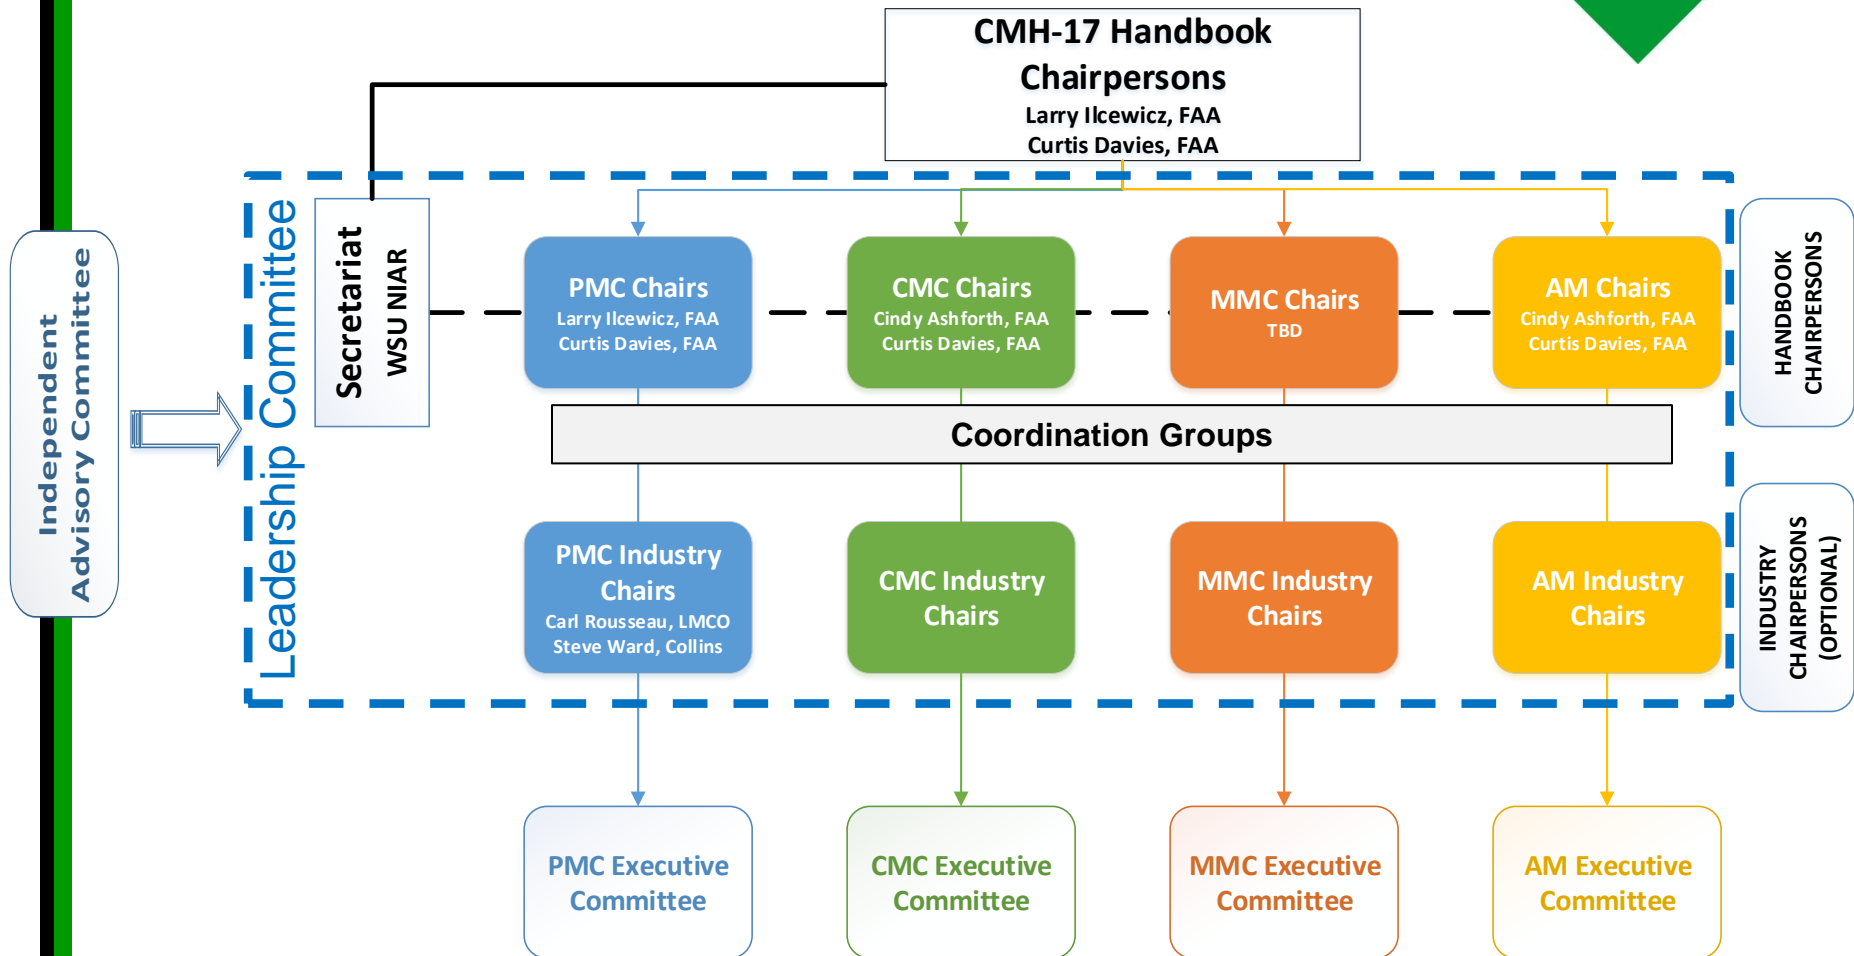 CMH-17 Handbook
Chairpersons
Larry Ilcewicz, FAA
Curtis Davies, FAA
Independent
Advisory Committee
Leadership Committee
Secretariat
WSU NIAR
PMC Chairs
Larry Ilcewicz, FAA
Curtis Davies, FAA
CMC Chairs
Cindy Ashforth, FAA
Curtis Davies, FAA
MMC Chairs
TBD
AM Chairs
Cindy Ashforth, FAA
Curtis Davies, FAA
HANDBOOK
CHAIRPERSONS
Coordination Groups
PMC Industry
Chairs
Carl Rousseau, LMCO
Steve Ward, Collins
CMC Industry
Chairs
MMC Industry
Chairs
AM Industry
Chairs
INDUSTRY
CHAIRPERSONS
(OPTIONAL)
PMC Executive
Committee
CMC Executive
Committee
MMC Executive
Committee
AM Executive
Committee